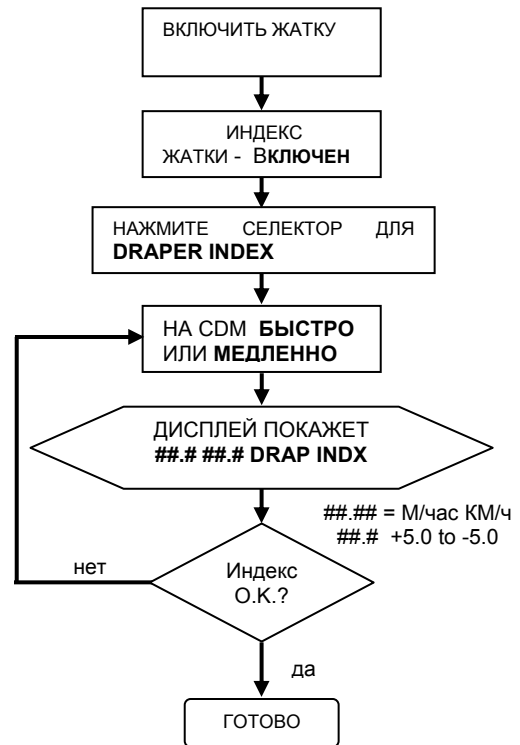 ВКЛЮЧИТЬ ЖАТКУ
ИНДЕКС
ЖАТКИ - ВКЛЮЧЕН
НАЖМИТЕ СЕЛЕКТОР ДЛЯ
DRAPER INDEX
НА CDM БЫСТРО
ИЛИ МЕДЛЕННО
ДИСПЛЕЙ ПОКАЖЕТ
##.# ##.# DRAP INDX
##.## = М/час КМ/ч
##.# +5.0 to -5.0
нет
Индекс
O.K.?
да
ГОТОВО